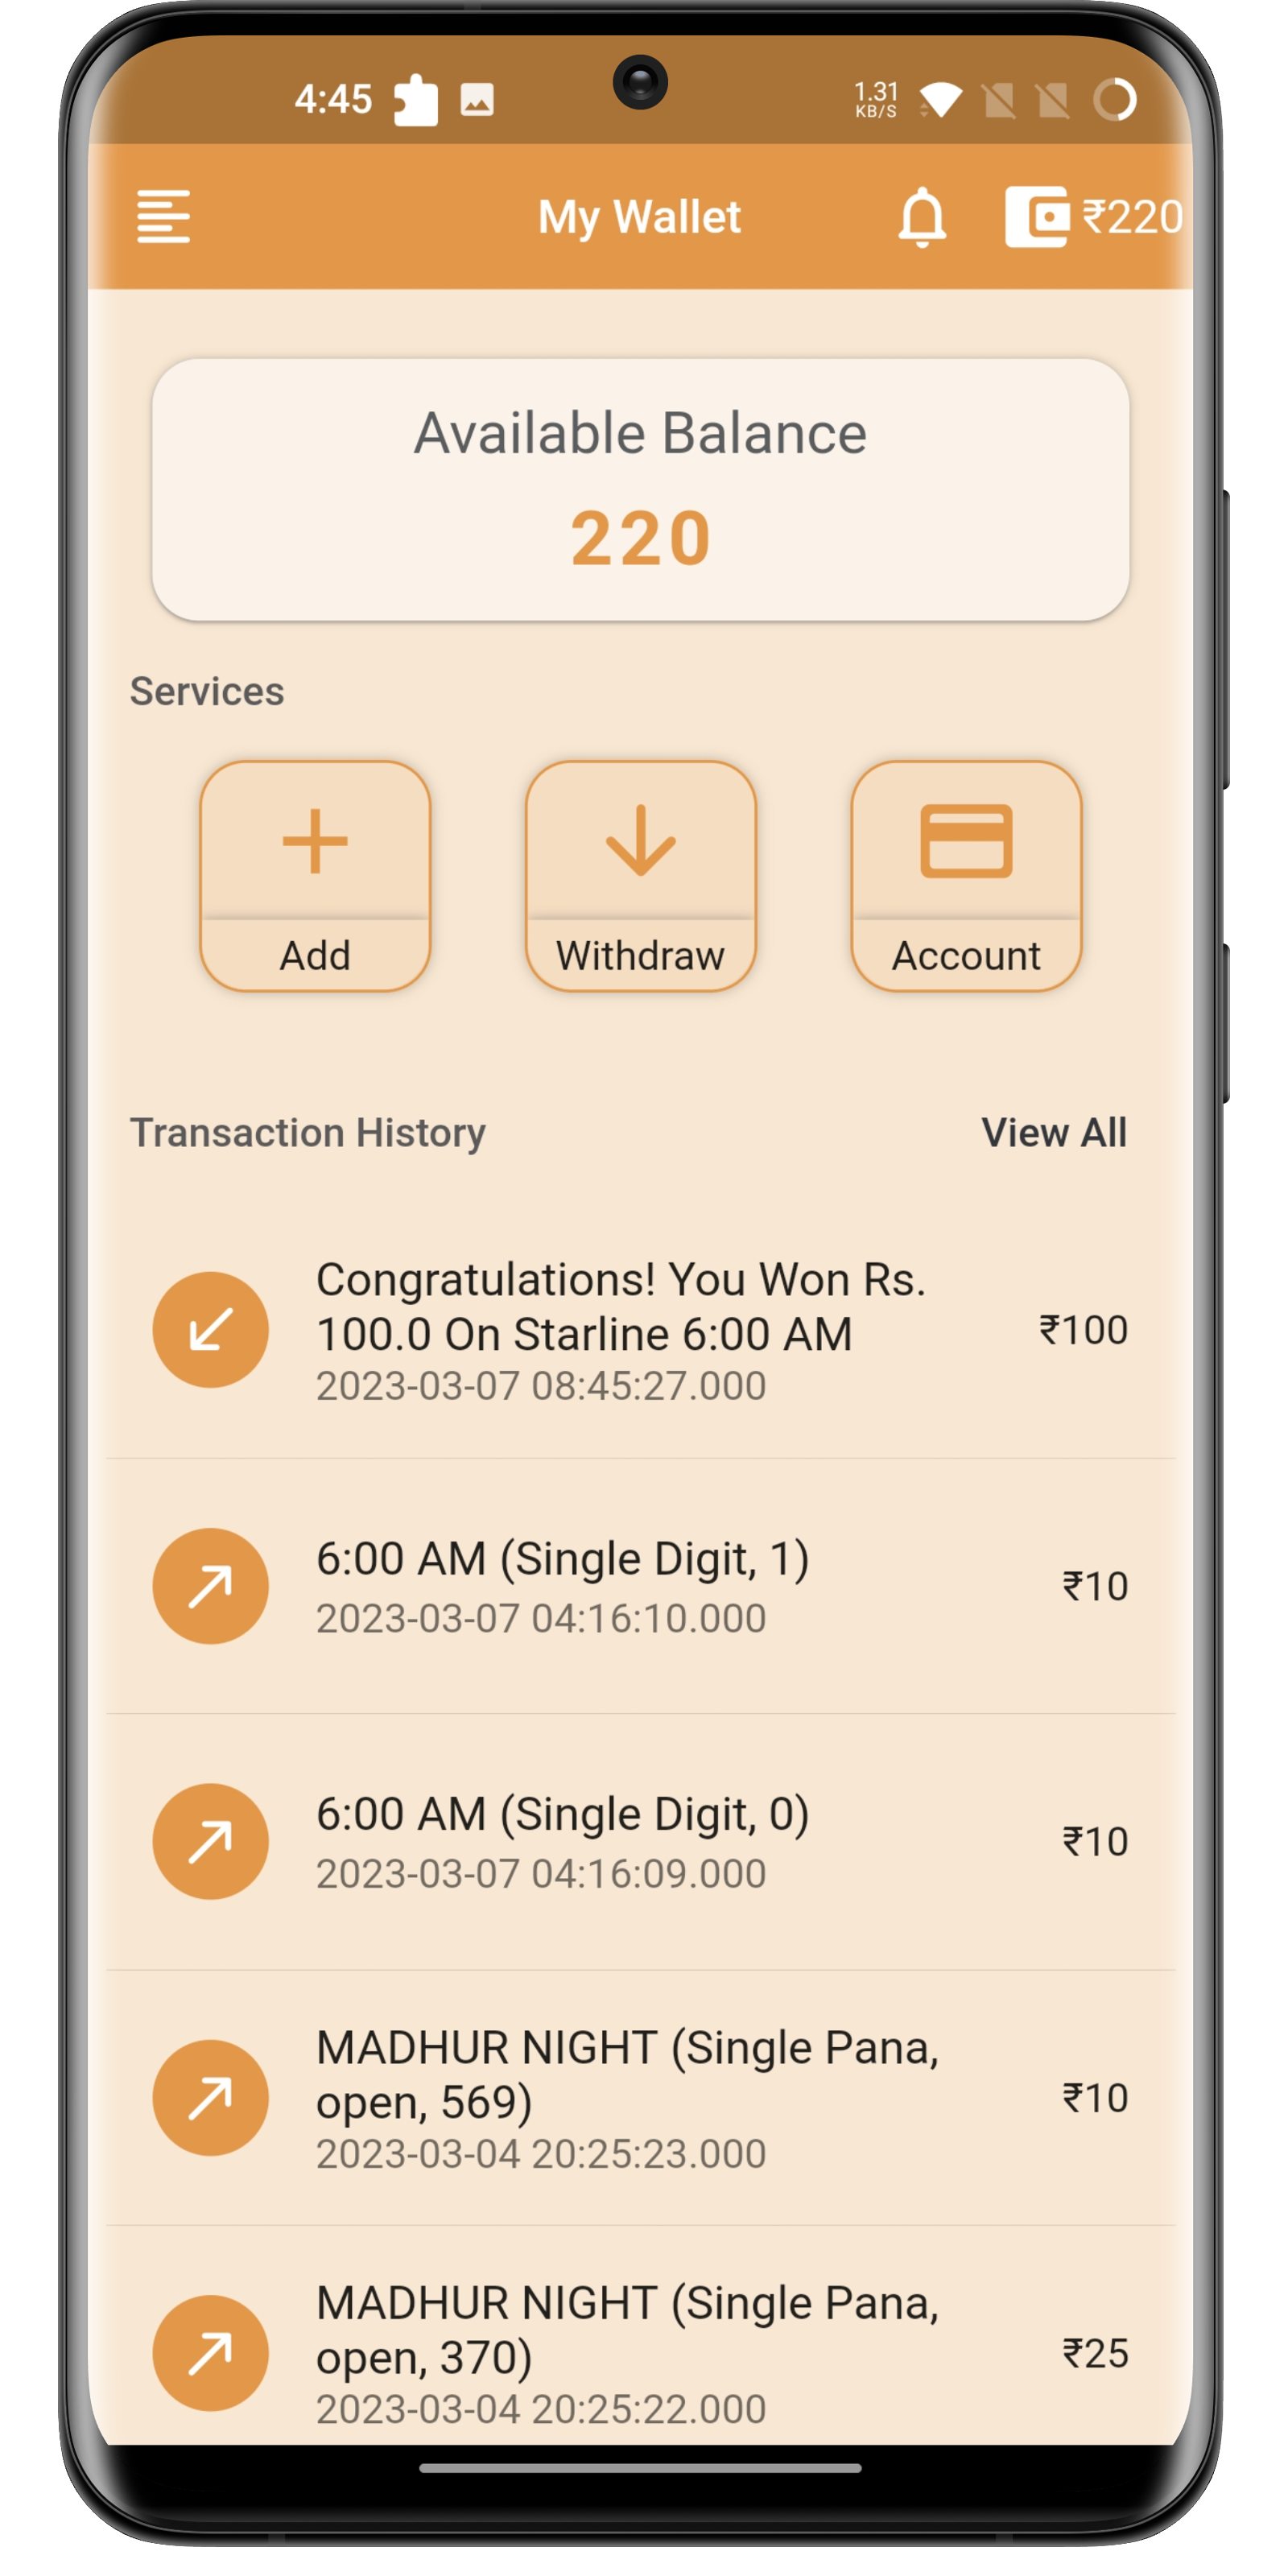 4:45
1.31
KB/S
My Wallet
₹220
Available Balance
220
Services
Add
Withdraw
Account
Transaction History
View All
Congratulations! You Won Rs.
100.0 On Starline 6:00 AM
2023-03-07 08:45:27.000
₹100
6:00 AM (Single Digit, 1)
2023-03-07 04:16:10.000
₹10
6:00 AM (Single Digit, 0)
2023-03-07 04:16:09.000
₹10
MADHUR NIGHT (Single Pana,
open, 569)
2023-03-04 20:25:23.000
₹10
MADHUR NIGHT (Single Pana,
open, 370)
2023-03-04 20:25:22.000
₹25